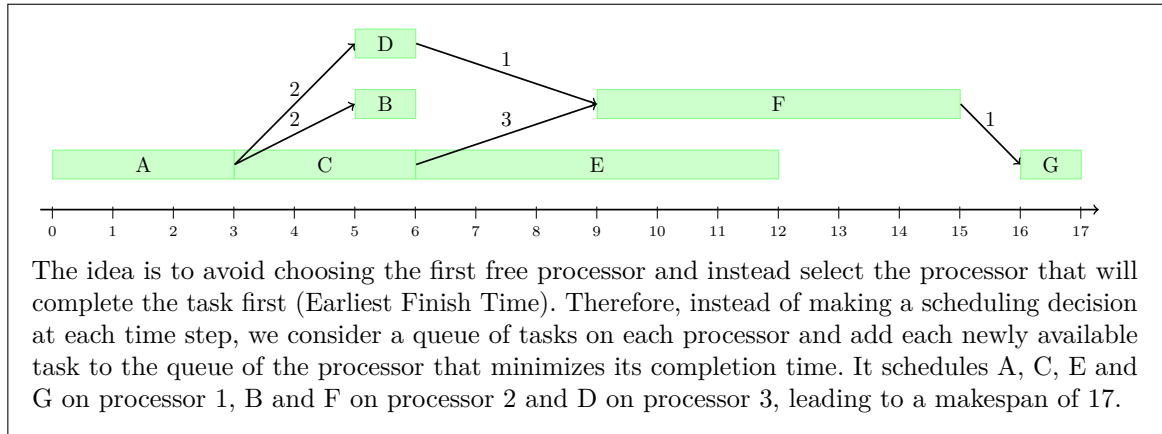 D
1
2
B
F
2
3
1
A
C
E
G
0 1 2 3 4 5 6 7 8 9 10 11 12 13 14 15 16 17
The idea is to avoid choosing the first free processor and instead select the processor that will
complete the task first (Earliest Finish Time). Therefore, instead of making a scheduling decision
at each time step, we consider a queue of tasks on each processor and add each newly available
task to the queue of the processor that minimizes its completion time. It schedules A, C, E and
G on processor 1, B and F on processor 2 and D on processor 3, leading to a makespan of 17.